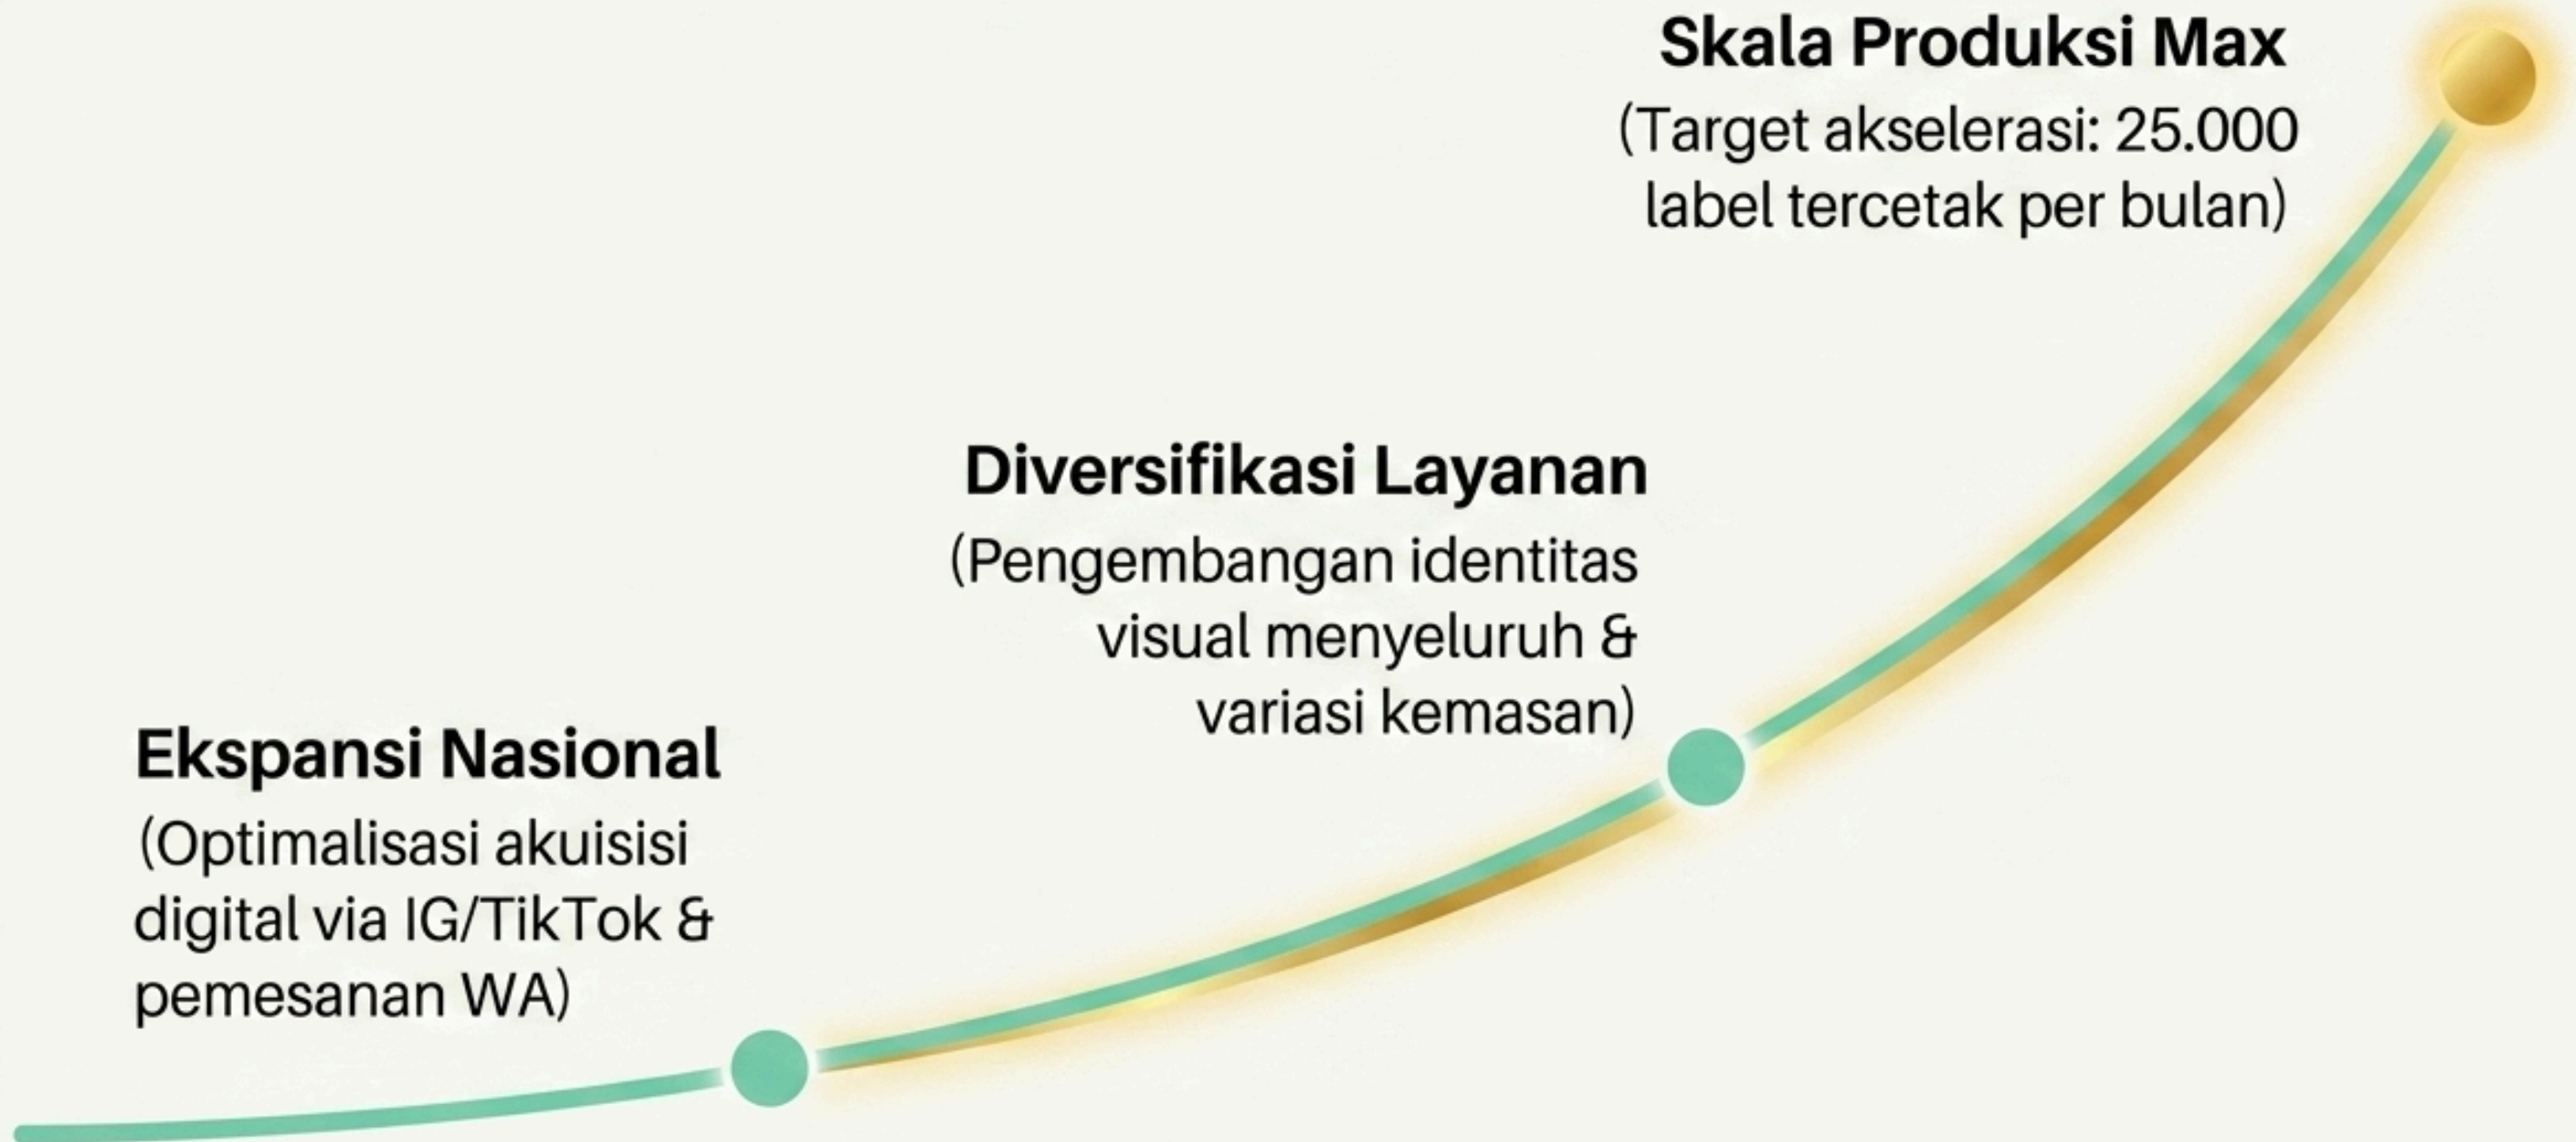 Skala Produksi Max
(Target akselerasi: 25.000
label tercetak per bulan)
Diversifikasi Layanan
(Pengembangan identitas
visual menyeluruh &
variasi kemasan)
Ekspansi Nasional
(Optimalisasi akuisisi
digital via IG/TikTok &
pemesanan WA)